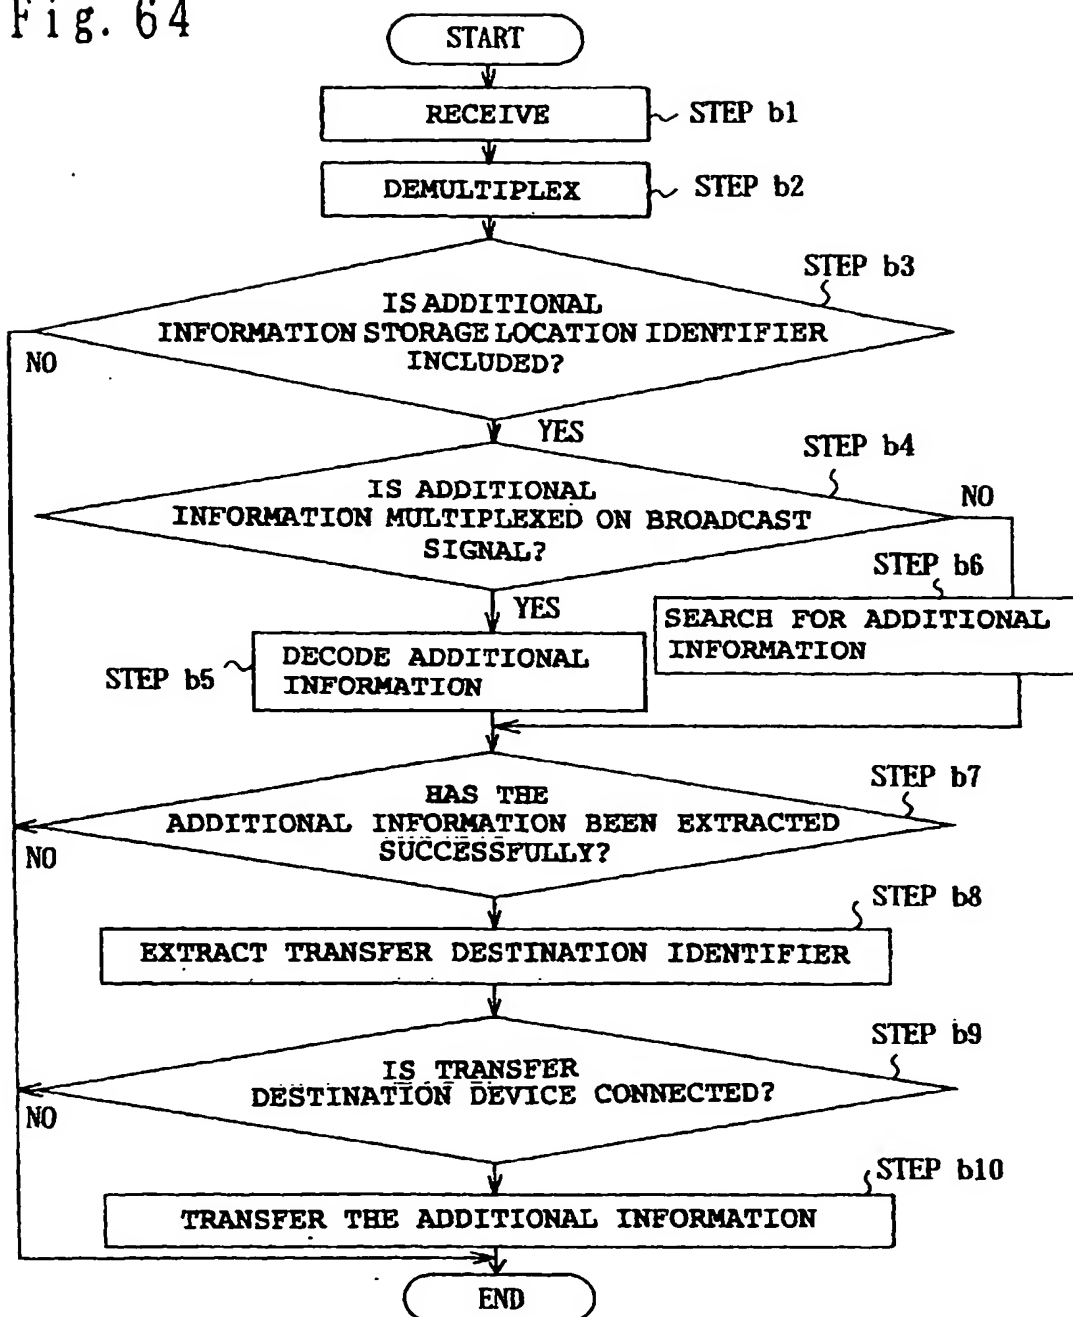 Fig. 64
START
RECEIVE
STEP b1
DEMULTIPLEX
STEP b2
STEP b3
IS ADDITIONAL
INFORMATION STORAGE LOCATION IDENTIFIER
INCLUDED?
NO
YES
STEP b4
IS ADDITIONAL
INFORMATION MULTIPLEXED ON BROADCAST
SIGNAL?
NO
YES
STEP b6
SEARCH FOR ADDITIONAL
INFORMATION
STEP b5
DECODE ADDITIONAL
INFORMATION
STEP b7
HAS THE
ADDITIONAL INFORMATION BEEN EXTRACTED
SUCCESSFULLY?
NO
STEP b8
EXTRACT TRANSFER DESTINATION IDENTIFIER
STEP b9
IS TRANSFER
DESTINATION DEVICE CONNECTED?
NO
STEP b10
TRANSFER THE ADDITIONAL INFORMATION
END